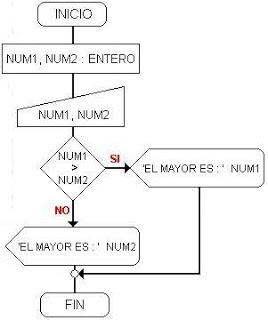 INICIO
NUM1, NUM2 : ENTERO
NUM1, NUM2
NUM1
>
NUM2
SI
'EL MAYOR ES : '  NUM1
NO
'EL MAYOR ES : '  NUM2
FIN